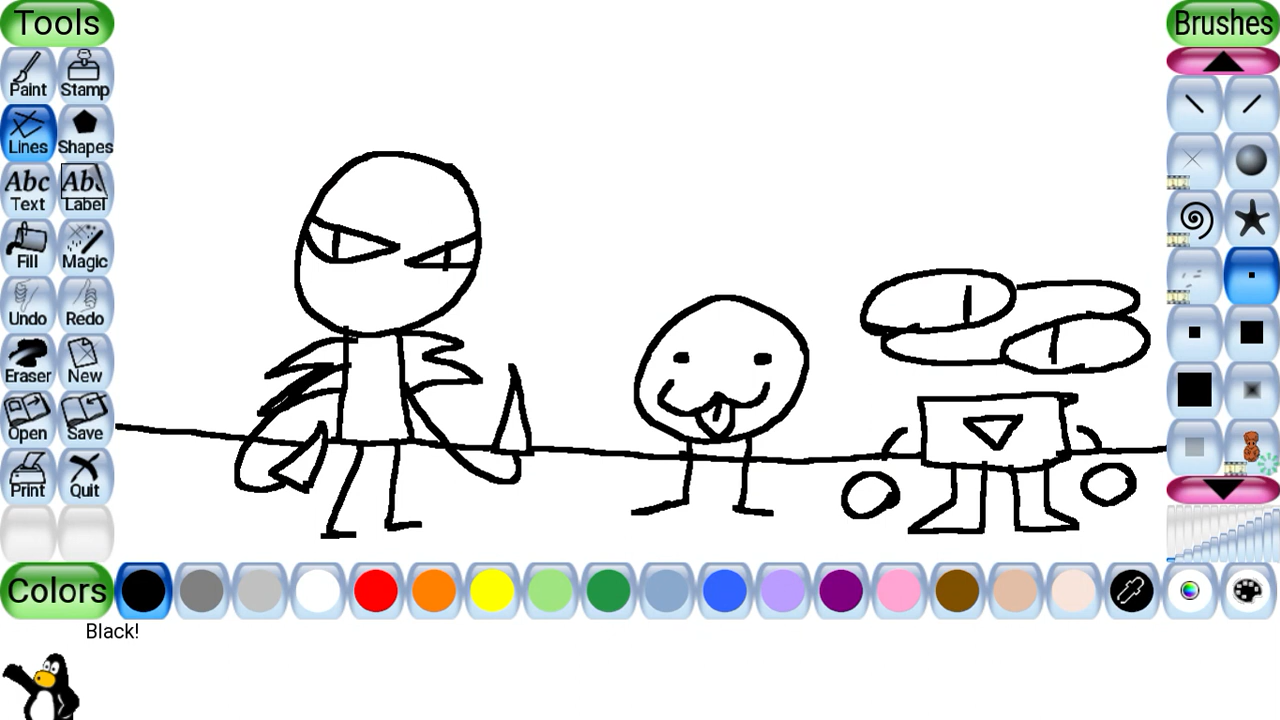 Tools
Brushes
Paint Stamp
Lines Shapes
Abc Abc
Text Label
Fill Magic
Undo Redo
Eraser New
Open Save
Print Quit
Colors
Black!